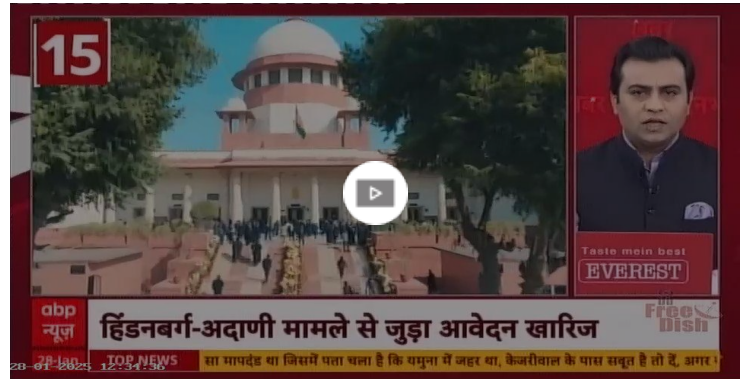 15
Taste mein best
EVEREST
abp
न्यूज़
हिंडनबर्ग-अदाणी मामले से जुड़ा आवेदन खारिज
Free
Dish
28-Jan
28-01-2025 12:34:36
TOP NEWS
सा मापदंड था जिसमें पता चला है कि यमुना में जहर था, केजरीवाल के पास सबूत है तो दें, अगर